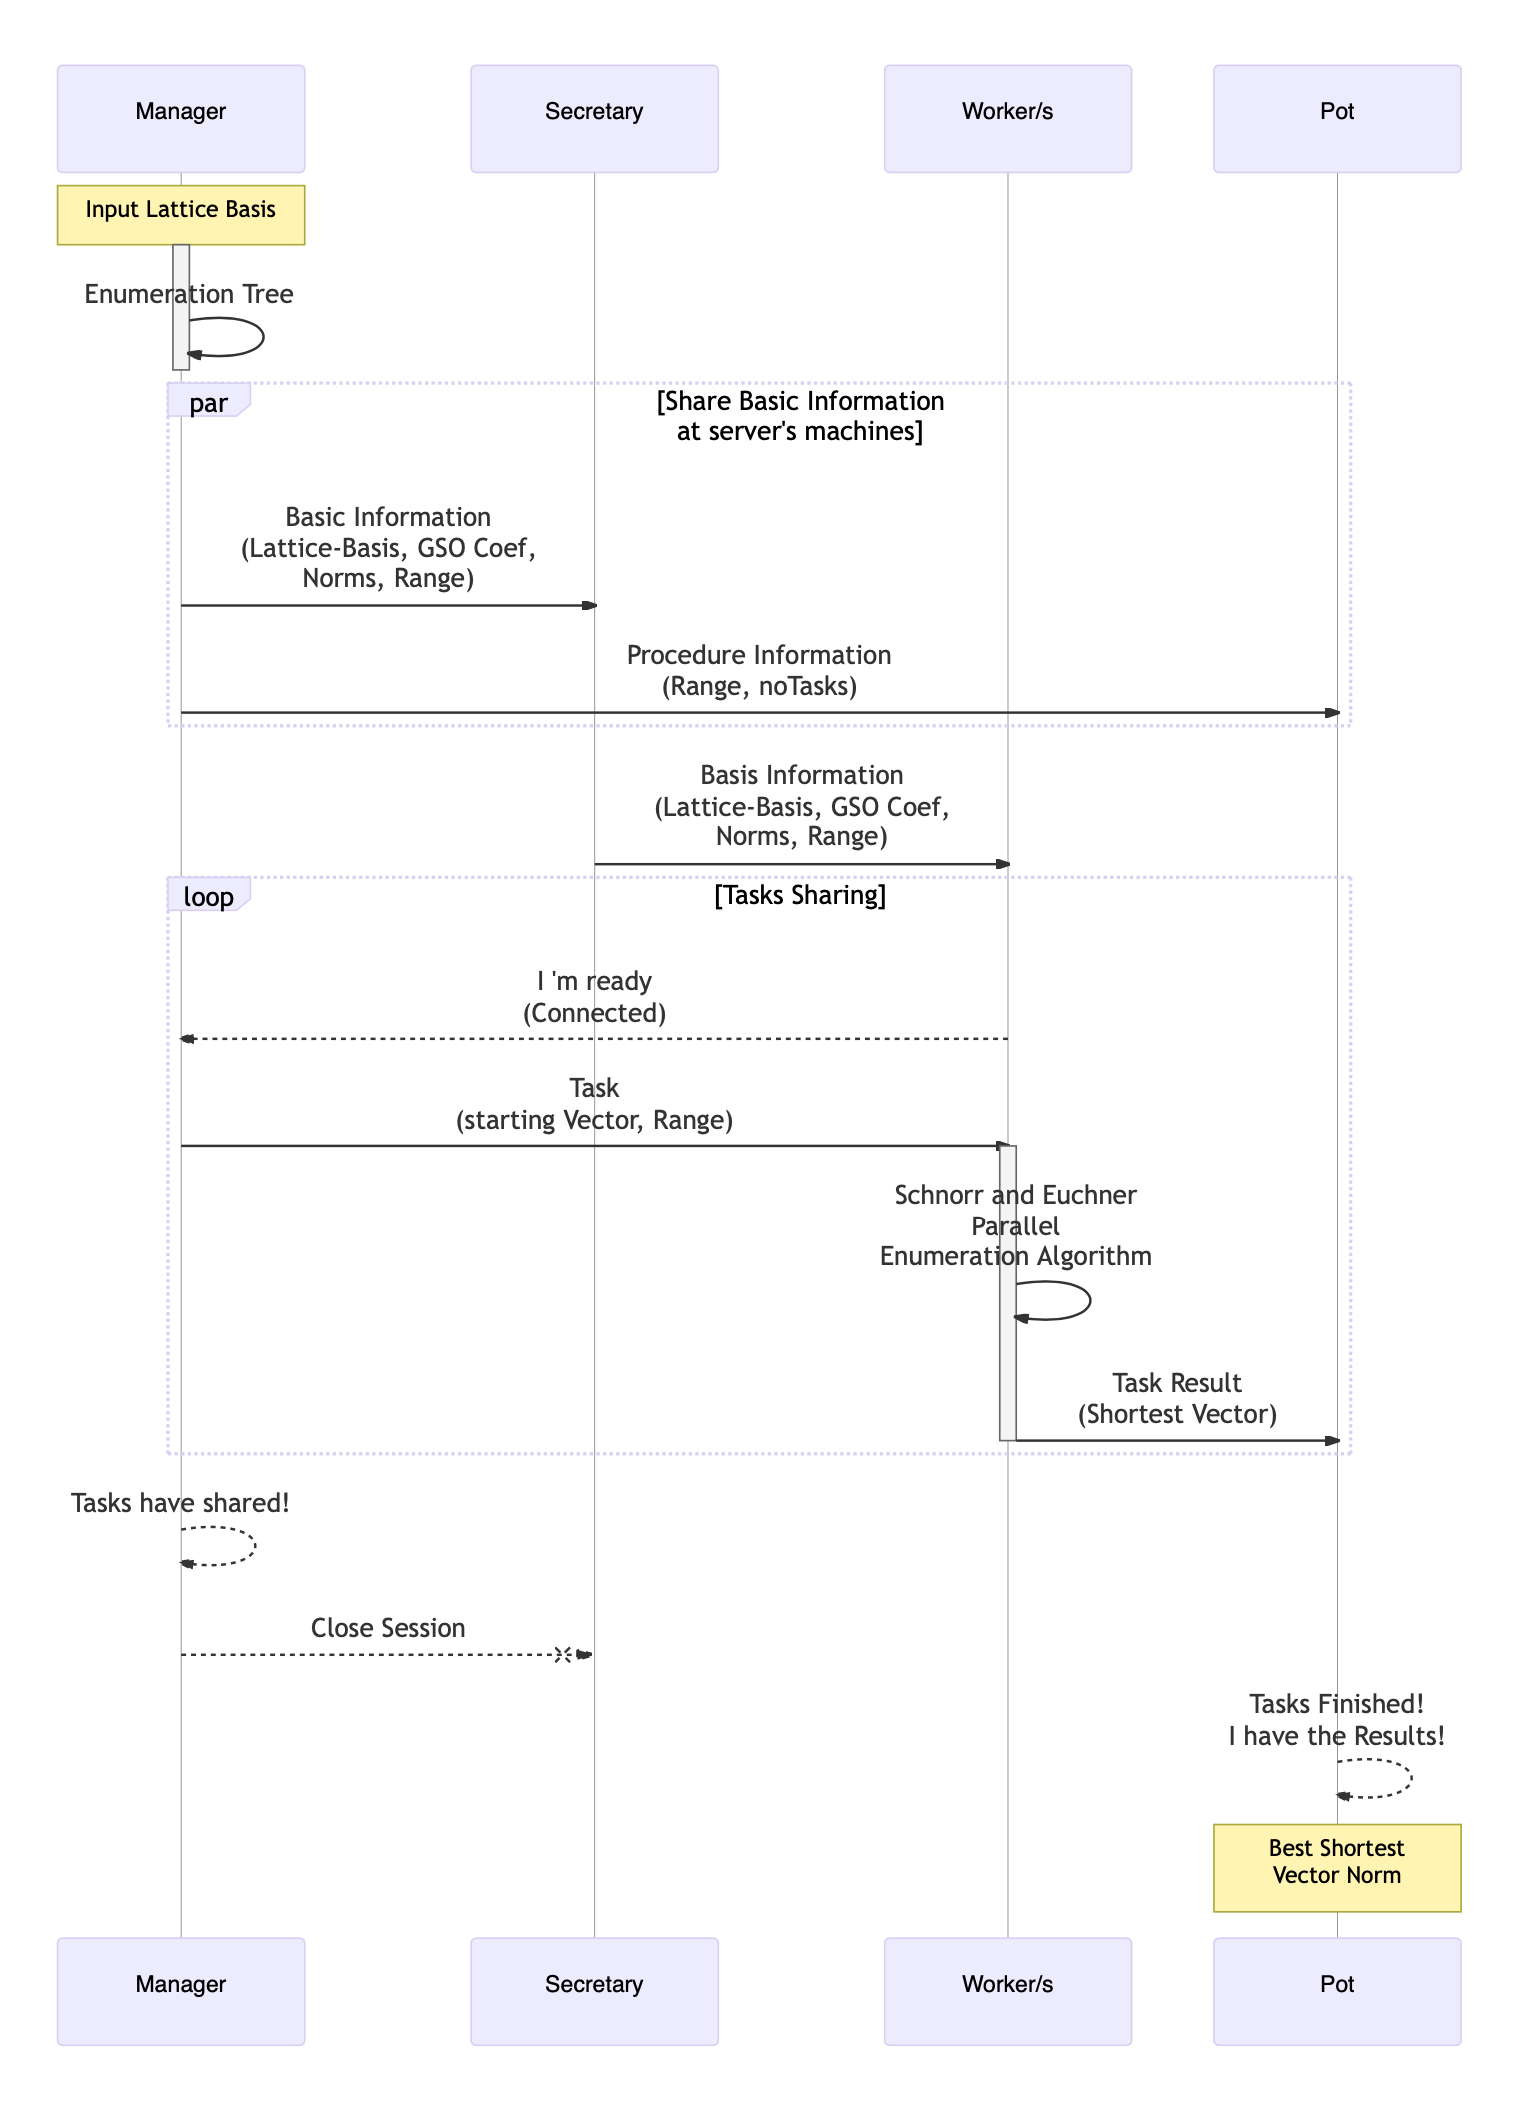 Manager
Secretary
Worker/s
Pot
Input Lattice Basis
Enumeration Tree
par
[Share Basic Information
at server's machines]
Basic Information
(Lattice-Basis, GSO Coef,
Norms, Range)
Procedure Information
(Range, noTasks)
Basis Information
(Lattice-Basis, GSO Coef,
Norms, Range)
loop
[Tasks Sharing]
I 'm ready
(Connected)
Task
(starting Vector, Range)
Schnorr and Euchner
Parallel
Enumeration Algorithm
Task Result
(Shortest Vector)
Tasks have shared!
Close Session
Tasks Finished!
I have the Results!
Best Shortest
Vector Norm
Manager
Secretary
Worker/s
Pot